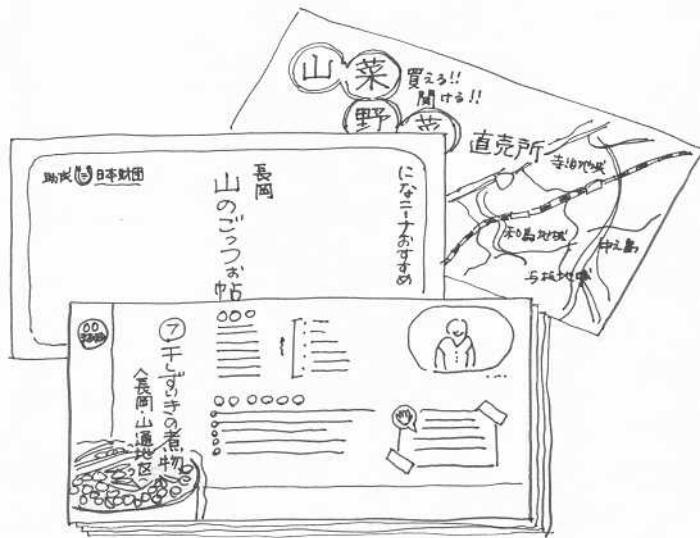 山菜
野菜
買える!!
聞ける!!
直売所
寺泊地域
和島地域
中之島
与板地域
になニーナおすすめ
長岡
山のごっつぉ帖
助成 日本財団
⑦干しずいきの煮物
〈長岡・山通地区〉